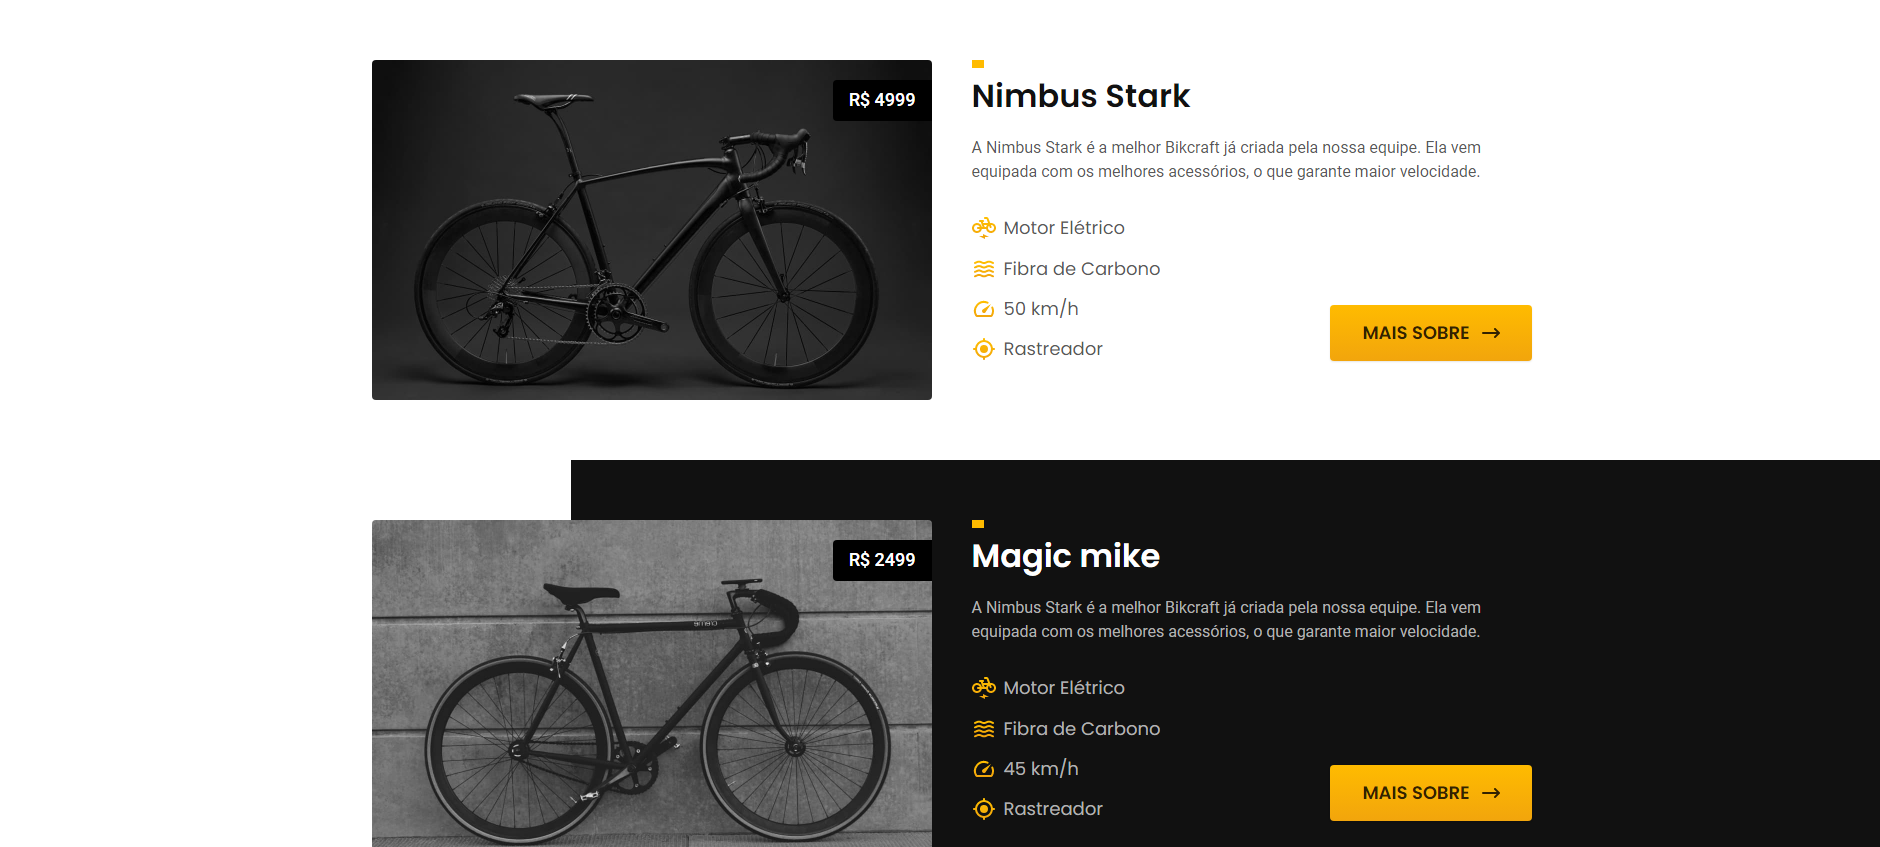 R$ 4999
Nimbus Stark
A Nimbus Stark é a melhor Bikcraft já criada pela nossa equipe. Ela vem
equipada com os melhores acessórios, o que garante maior velocidade.
Motor Elétrico
Fibra de Carbono
50 km/h
Rastreador
MAIS SOBRE →
R$ 2499
Magic mike
A Nimbus Stark é a melhor Bikcraft já criada pela nossa equipe. Ela vem
equipada com os melhores acessórios, o que garante maior velocidade.
Motor Elétrico
Fibra de Carbono
45 km/h
Rastreador
MAIS SOBRE →